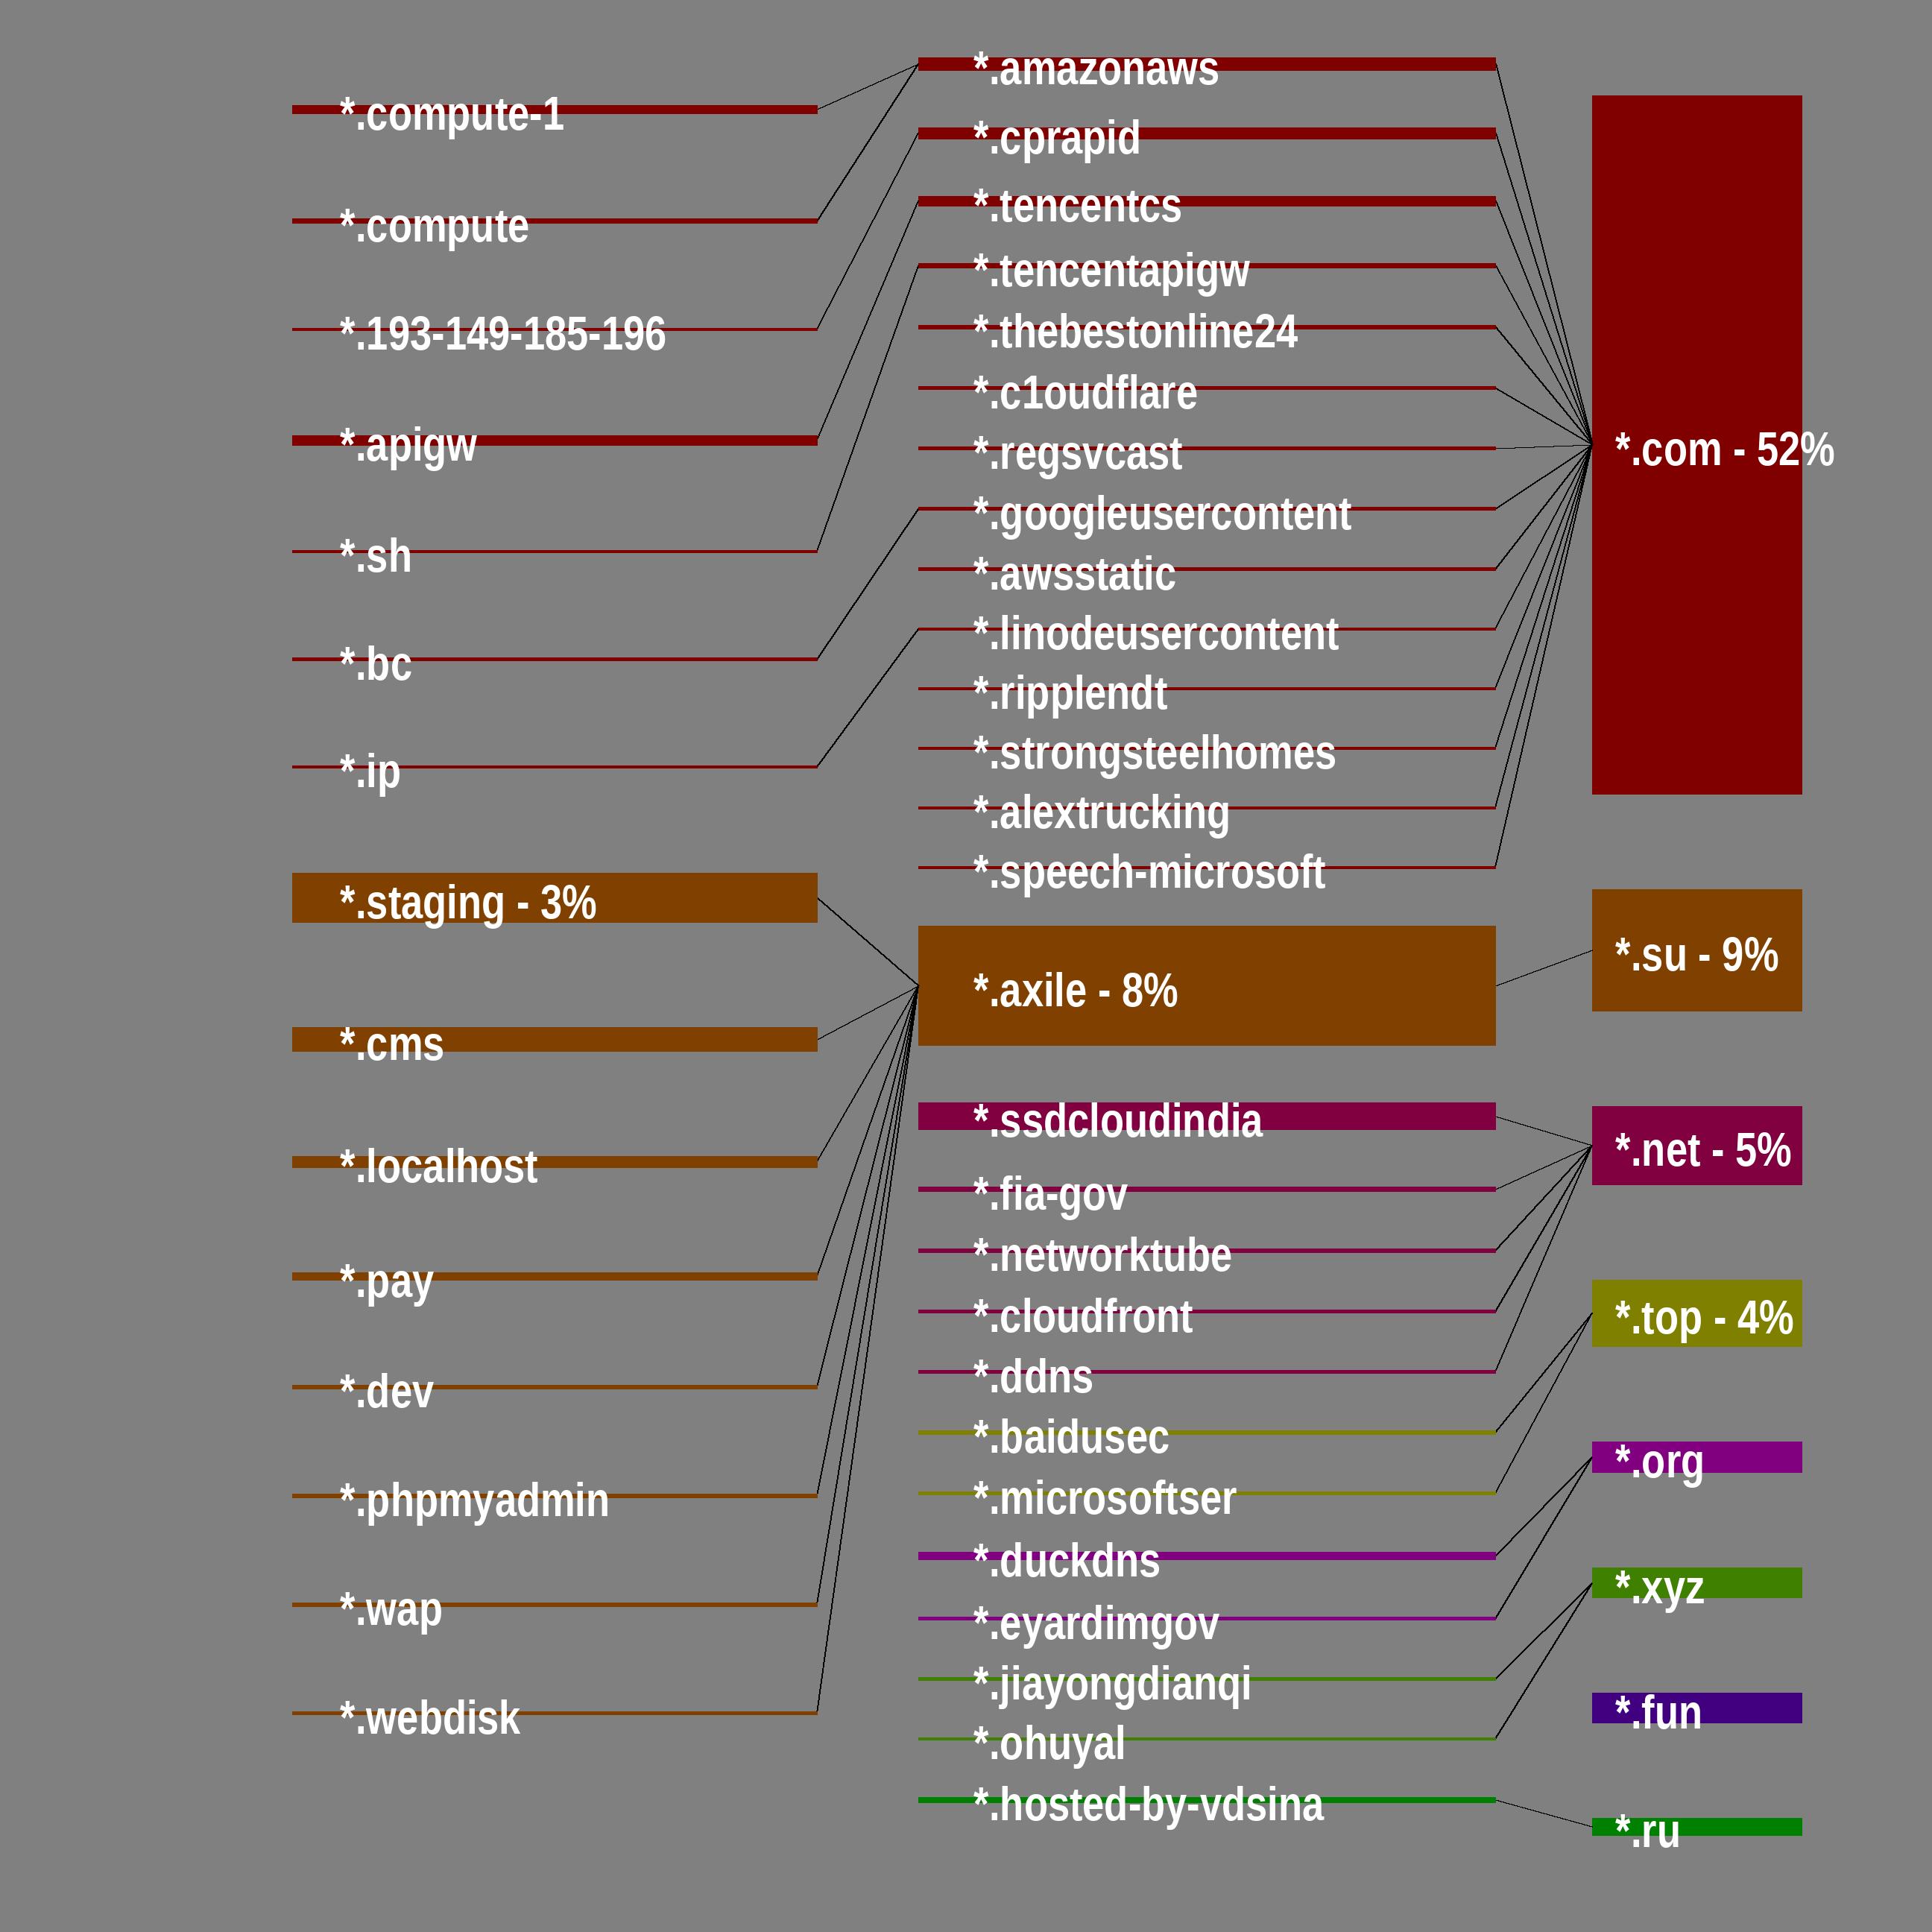 *.compute-1
*.compute
*.193-149-185-196
*.apigw
*.sh
*.bc
*.ip
*.staging - 3%
*.cms
*.localhost
*.pay
*.dev
*.phpmyadmin
*.wap
*.webdisk
*.amazonaws
*.cprapid
*.tencentcs
*.tencentapigw
*.thebestonline24
*.c1oudflare
*.regsvcast
*.googleusercontent
*.awsstatic
*.linodeusercontent
*.ripplendt
*.strongsteelhomes
*.alextrucking
*.speech-microsoft
*.axile - 8%
*.ssdcloudindia
*.fia-gov
*.networktube
*.cloudfront
*.ddns
*.baidusec
*.microsoftser
*.duckdns
*.eyardimgov
*.jiayongdianqi
*.ohuyal
*.hosted-by-vdsina
*.com - 52%
*.su - 9%
*.net - 5%
*.top - 4%
*.org
*.xyz
*.fun
*.ru